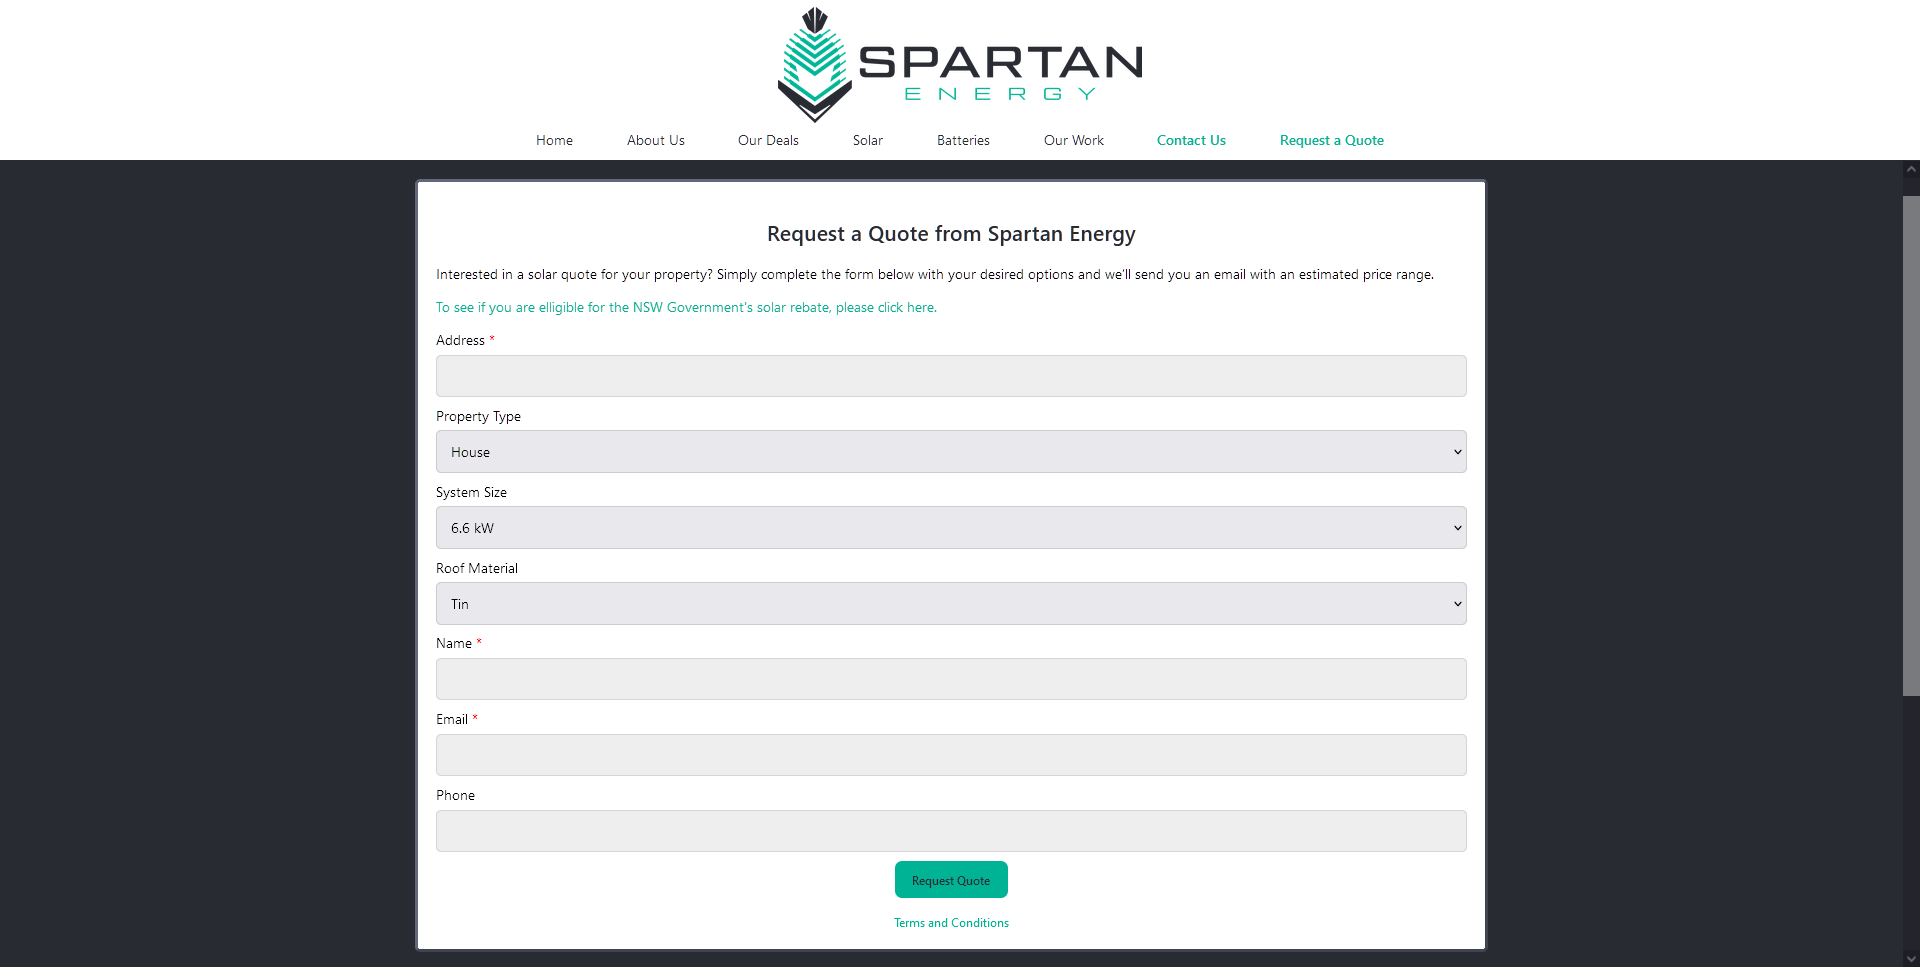 SPARTAN
ENERGY
Home About Us Our Deals Solar Batteries Our Work Contact Us Request a Quote
Request a Quote from Spartan Energy
Interested in a solar quote for your property? Simply complete the form below with your desired options and we'll send you an email with an estimated price range.
To see if you are elligible for the NSW Government's solar rebate, please click here.
Address *
Property Type
House
System Size
6.6 kW
Roof Material
Tin
Name *
Email *
Phone
Request Quote
Terms and Conditions